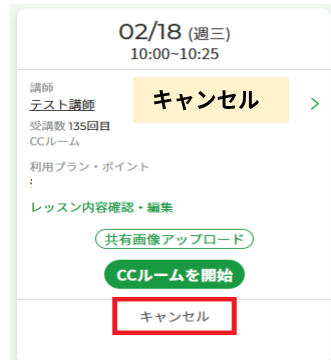 02/18 (週三)
10:00~10:25
講師
テスト講師
キャンセル
受講数 135回目
CCルーム
利用プラン・ポイント
:
レッスン内容確認・編集
共有画像アップロード
CCルームを開始
キャンセル